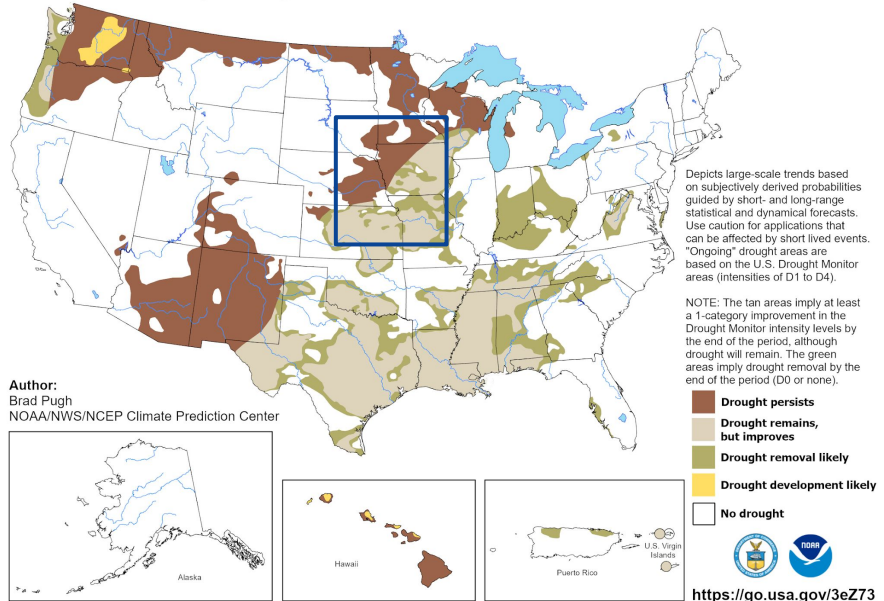 Depicts large-scale trends based
on subjectively derived probabilities
guided by short- and long-range
statistical and dynamical forecasts.
Use caution for applications that
can be affected by short lived events.
"Ongoing" drought areas are
based on the U.S. Drought Monitor
areas (intensities of D1 to D4).
NOTE: The tan areas imply at least
a 1-category improvement in the
Drought Monitor intensity levels by
the end of the period, although
drought will remain. The green
areas imply drought removal by the
end of the period (D0 or none).
Author:
Brad Pugh
NOAA/NWS/NCEP Climate Prediction Center
Drought persists
Drought remains,
but improves
Drought removal likely
Drought development likely
No drought
Alaska
Hawaii
Puerto Rico
U.S. Virgin
Islands
NOAA
https://go.usa.gov/3eZ73